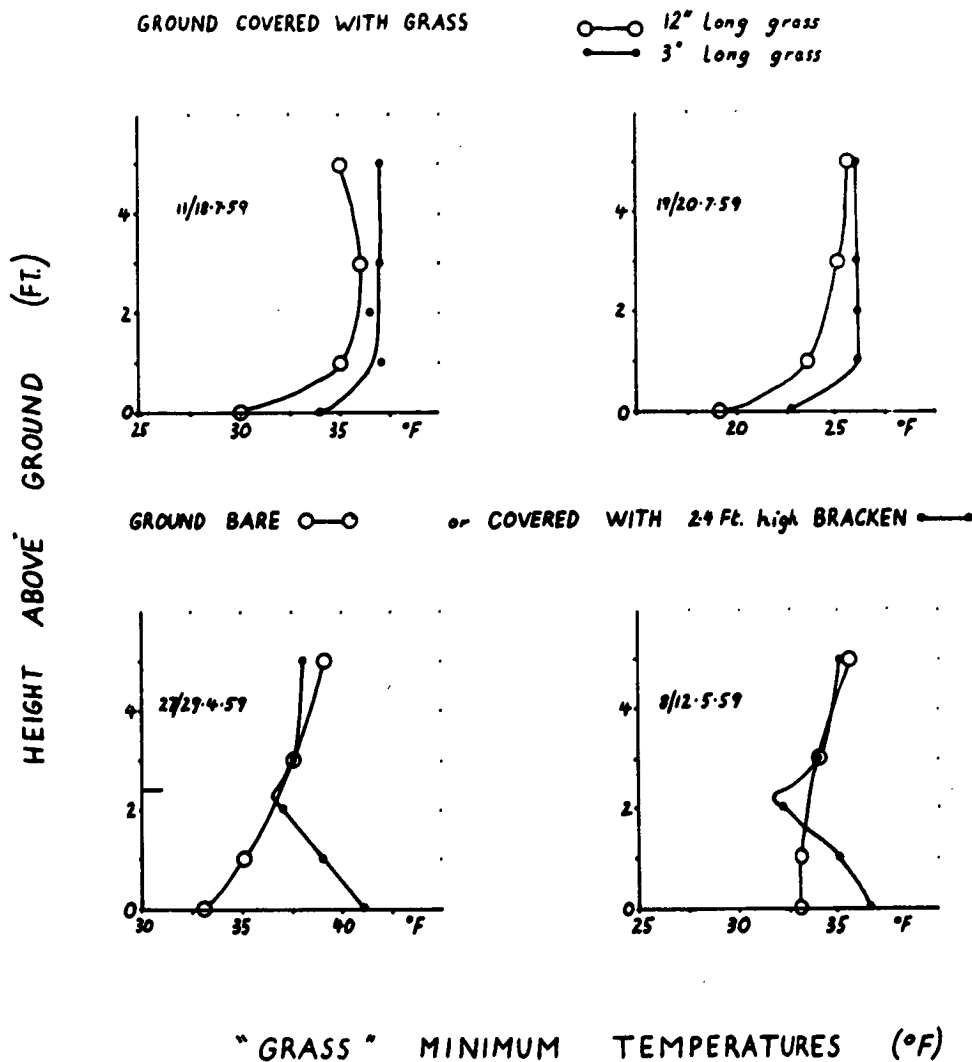 GROUND COVERED WITH GRASS
12" Long grass
3" Long grass
11/18·7·59
4
2
0
25 30 35 °F
19/20·7·59
4
2
0
20 25 °F
GROUND BARE or COVERED WITH 2·4 Ft. high BRACKEN
27/29·4·59
4
2
0
30 35 40 °F
8/12·5·59
4
2
0
25 30 35 °F
HEIGHT ABOVE GROUND (FT.)
"GRASS" MINIMUM TEMPERATURES (°F)